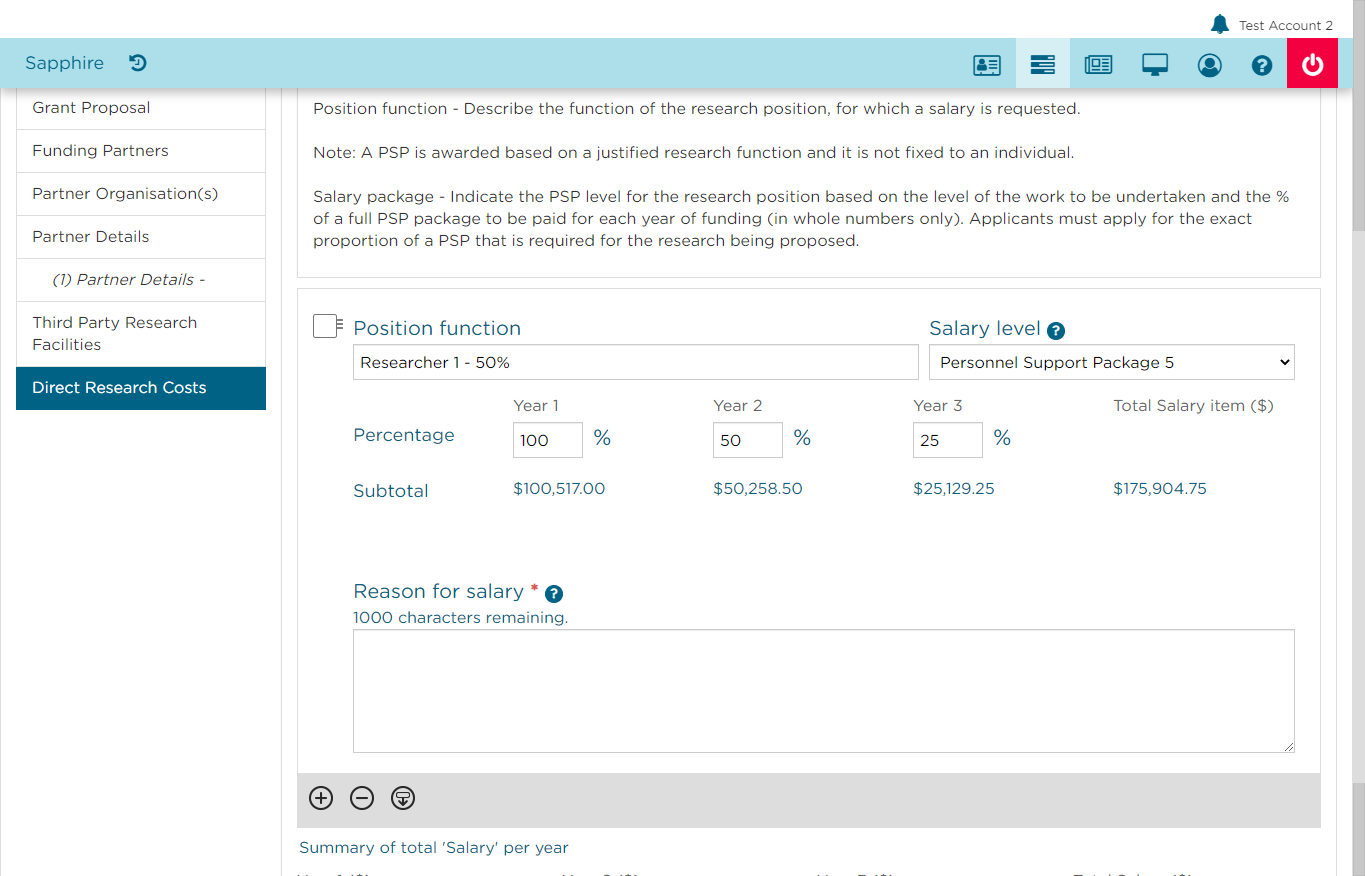 Test Account 2
Sapphire
Grant Proposal
Funding Partners
Partner Organisation(s)
Partner Details
(1) Partner Details -
Third Party Research
Facilities
Direct Research Costs
Position function - Describe the function of the research position, for which a salary is requested.
Note: A PSP is awarded based on a justified research function and it is not fixed to an individual.
Salary package - Indicate the PSP level for the research position based on the level of the work to be undertaken and the %
of a full PSP package to be paid for each year of funding (in whole numbers only). Applicants must apply for the exact
proportion of a PSP that is required for the research being proposed.
Position function Salary level ?
Researcher 1 - 50% Personnel Support Package 5
Year 1 Year 2 Year 3 Total Salary item ($)
Percentage 100 % 50 % 25 %
Subtotal $100,517.00 $50,258.50 $25,129.25 $175,904.75
Reason for salary * ?
1000 characters remaining.
Summary of total 'Salary' per year